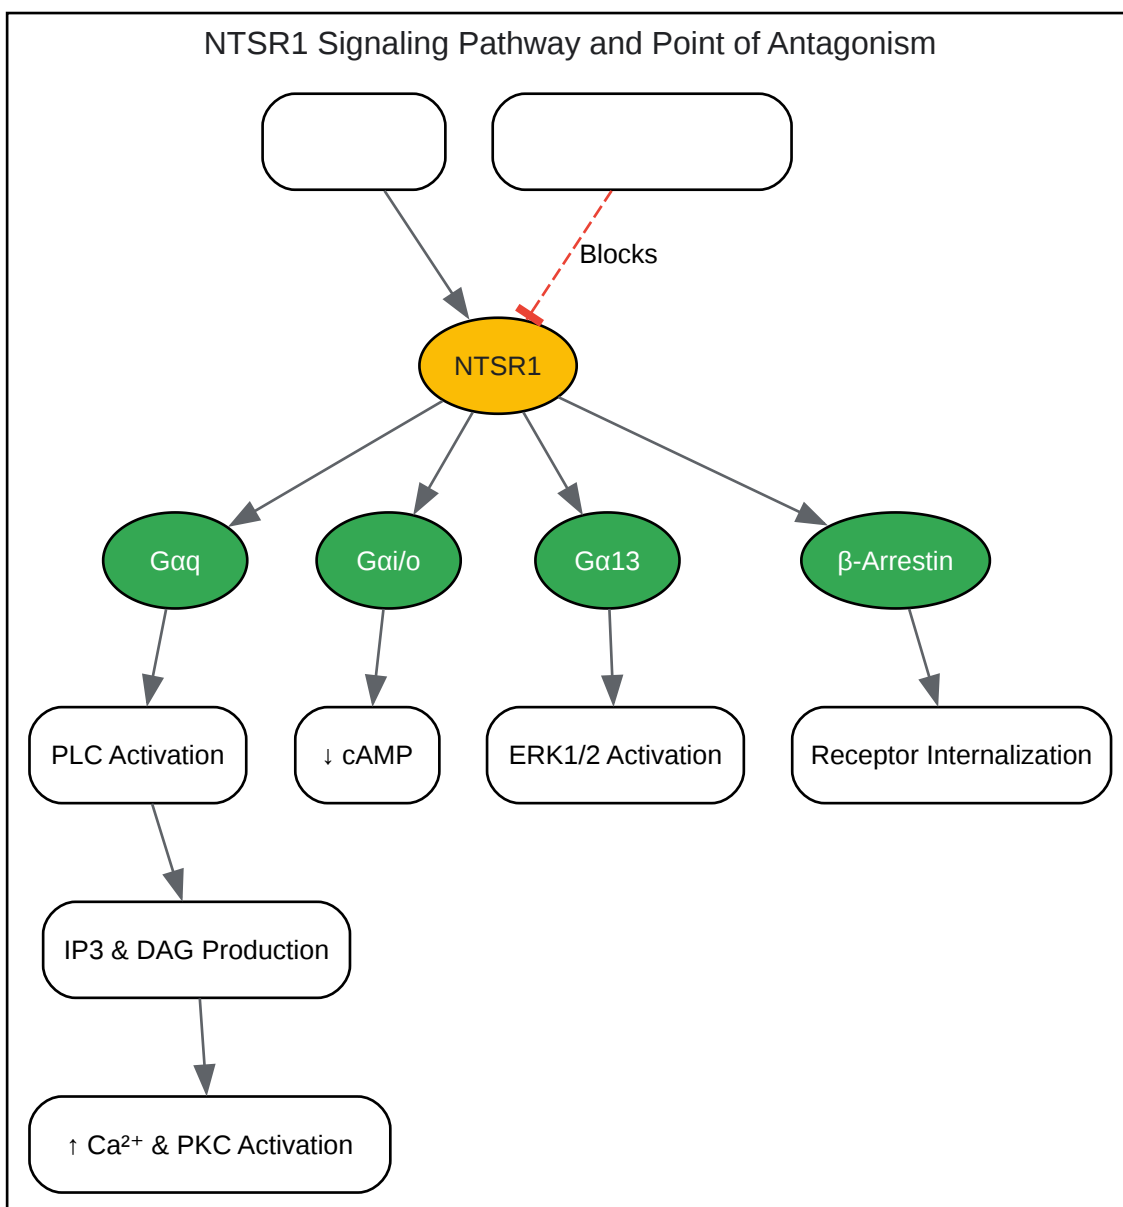 NTSR1 Signaling Pathway and Point of Antagonism
Blocks
NTSR1
Gαq
Gαi/o
Gα13
β-Arrestin
PLC Activation
↓ cAMP
ERK1/2 Activation
Receptor Internalization
IP3 & DAG Production
↑ Ca²⁺ & PKC Activation